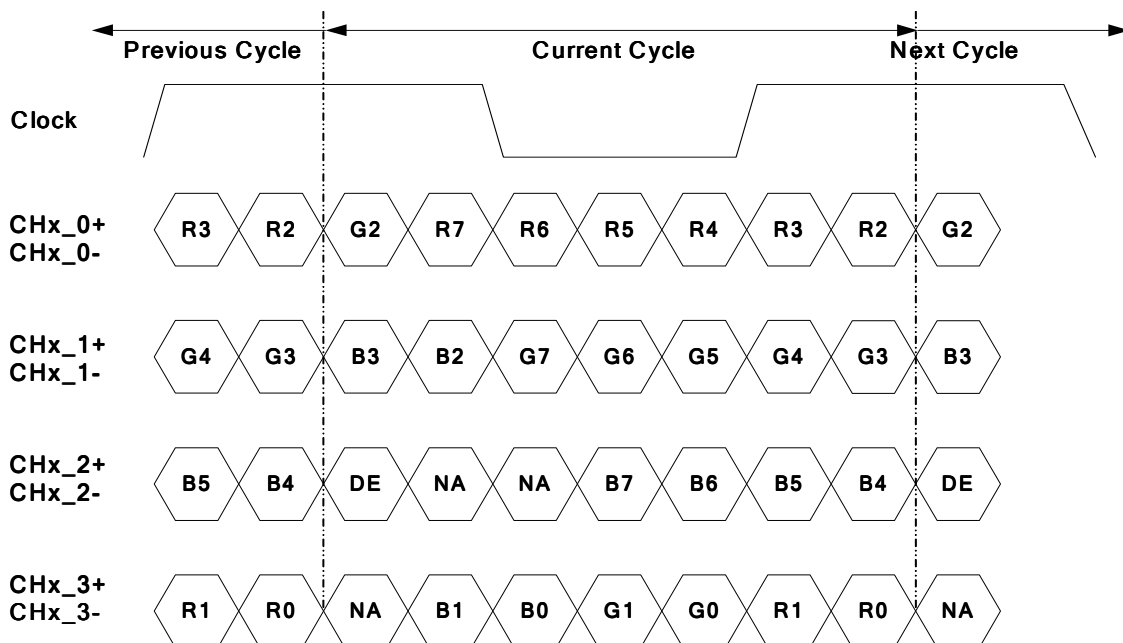 Previous Cycle Current Cycle Next Cycle
Clock
CHx_0+
CHx_0-
R3 R2 G2 R7 R6 R5 R4 R3 R2 G2
CHx_1+
CHx_1-
G4 G3 B3 B2 G7 G6 G5 G4 G3 B3
CHx_2+
CHx_2-
B5 B4 DE NA NA B7 B6 B5 B4 DE
CHx_3+
CHx_3-
R1 R0 NA B1 B0 G1 G0 R1 R0 NA